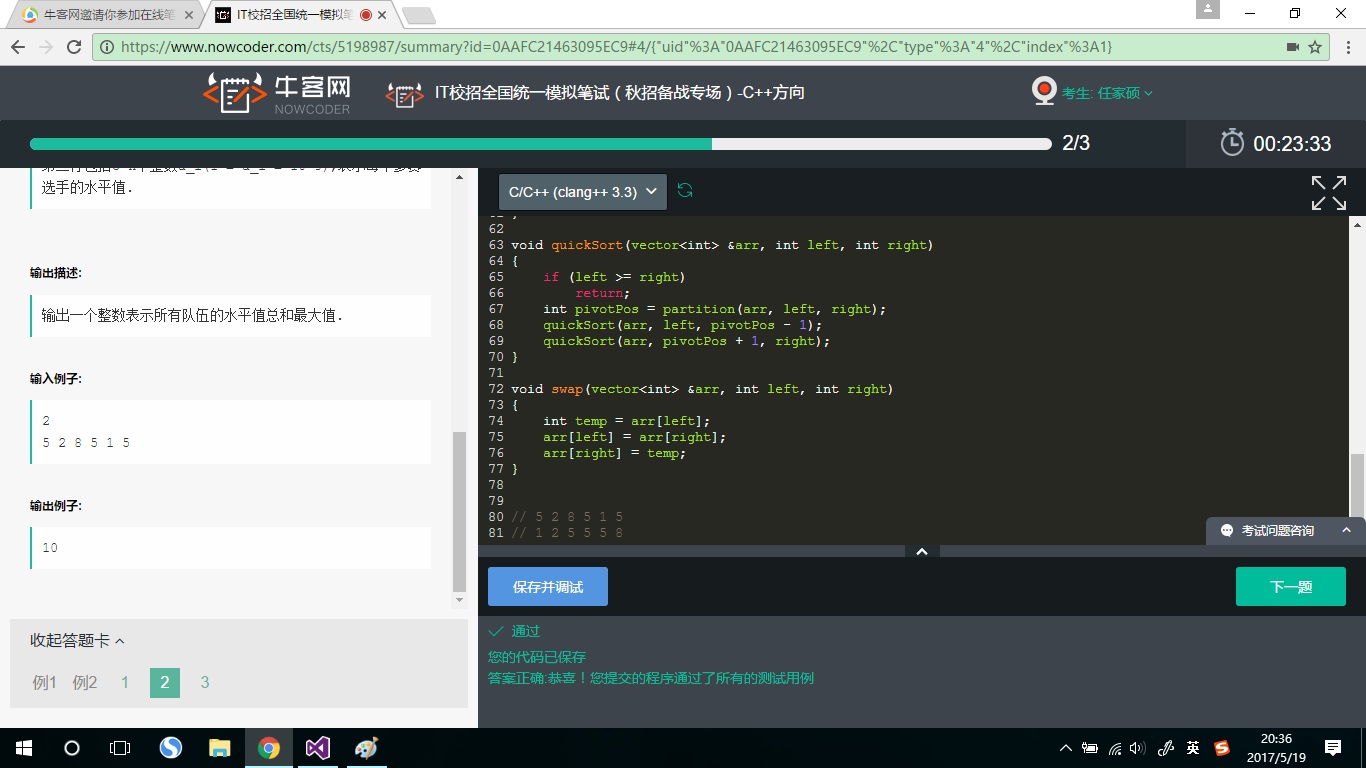 牛客网邀请你参加在线笔
IT校招全国统一模拟笔
https://www.nowcoder.com/cts/5198987/summary?id=0AAFC21463095EC9#4/{"uid"%3A"0AAFC21463095EC9"%2C"type"%3A"4"%2C"index"%3A1}
牛客网
NOWCODER
IT校招全国统一模拟笔试（秋招备战专场）-C++方向
考生: 任家硕
2/3
00:23:33
选手的水平值.
输出描述:
输出一个整数表示所有队伍的水平值总和最大值.
输入例子:
2
5 2 8 5 1 5
输出例子:
10
收起答题卡
例1 例2 1 2 3
C/C++ (clang++ 3.3)
62
63 void quickSort(vector<int> &arr, int left, int right)
64 {
65     if (left >= right)
66         return;
67     int pivotPos = partition(arr, left, right);
68     quickSort(arr, left, pivotPos - 1);
69     quickSort(arr, pivotPos + 1, right);
70 }
71
72 void swap(vector<int> &arr, int left, int right)
73 {
74     int temp = arr[left];
75     arr[left] = arr[right];
76     arr[right] = temp;
77 }
78
79
80 // 5 2 8 5 1 5
81 // 1 2 5 5 5 8
考试问题咨询
保存并调试
下一题
通过
您的代码已保存
答案正确:恭喜！您提交的程序通过了所有的测试用例
英
20:36
2017/5/19